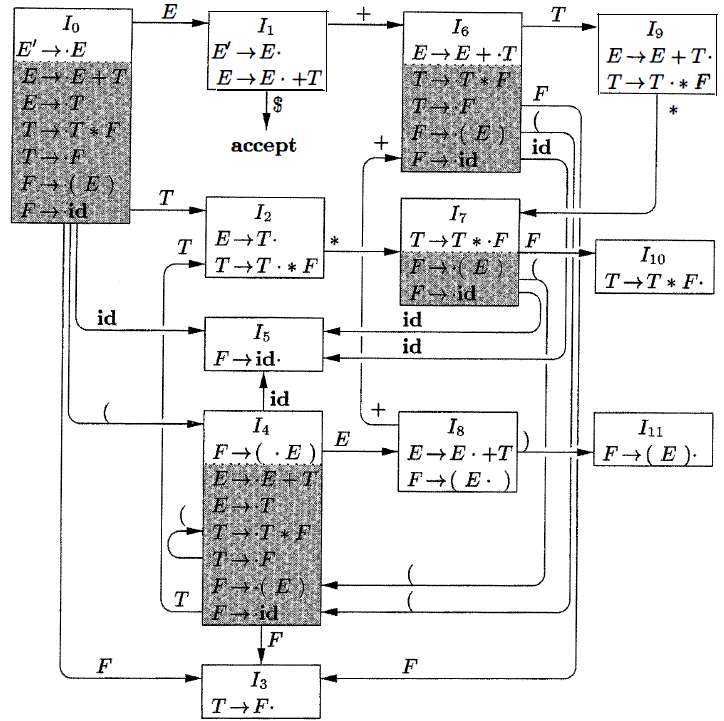 I₀
E′ → ·E
E → ·E + T
E → ·T
T → ·T * F
T → ·F
F → ·( E )
F → ·id
E
I₁
E′ → E·
E → E· + T
$
accept
+
I₆
E → E + ·T
T → ·T * F
T → ·F
F → ·( E )
F → ·id
T
I₉
E → E + T·
T → T· * F
*
F
(
id
+
T
I₂
E → T·
T → T· * F
*
T
I₇
T → T * ·F
F → ·( E )
F → ·id
F
(
id
id
I₁₀
T → T * F·
id
I₅
F → id·
id
(
I₄
F → ( ·E )
E → ·E + T
E → ·T
T → ·T * F
T → ·F
F → ·( E )
F → ·id
(
T
E
+
I₈
E → E· + T
F → ( E· )
)
I₁₁
F → ( E )·
(
(
F
F
I₃
T → F·
F